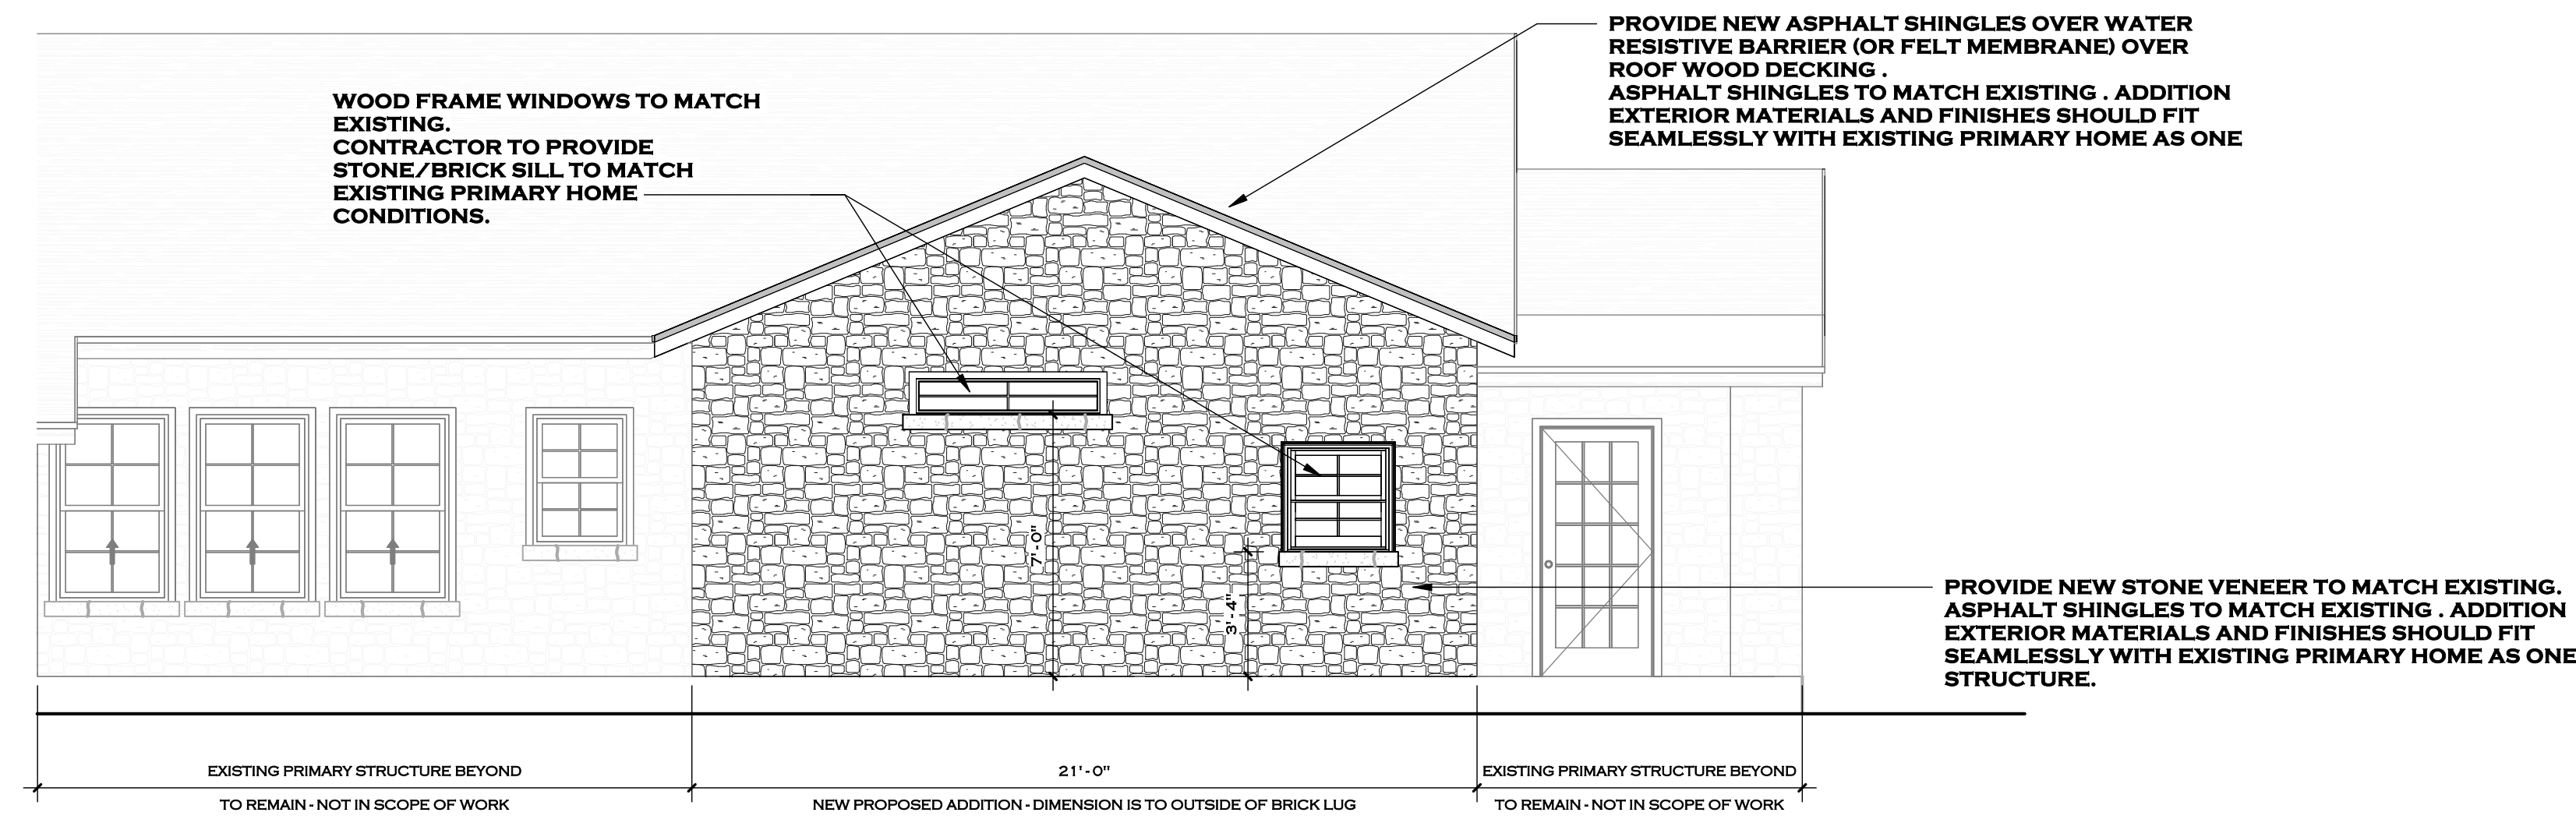 PROVIDE NEW ASPHALT SHINGLES OVER WATER
RESISTIVE BARRIER (OR FELT MEMBRANE) OVER
ROOF WOOD DECKING .
ASPHALT SHINGLES TO MATCH EXISTING . ADDITION
EXTERIOR MATERIALS AND FINISHES SHOULD FIT
SEAMLESSLY WITH EXISTING PRIMARY HOME AS ONE
WOOD FRAME WINDOWS TO MATCH
EXISTING.
CONTRACTOR TO PROVIDE
STONE/BRICK SILL TO MATCH
EXISTING PRIMARY HOME
CONDITIONS.
7'-0"
3'-4"
PROVIDE NEW STONE VENEER TO MATCH EXISTING.
ASPHALT SHINGLES TO MATCH EXISTING . ADDITION
EXTERIOR MATERIALS AND FINISHES SHOULD FIT
SEAMLESSLY WITH EXISTING PRIMARY HOME AS ONE
STRUCTURE.
EXISTING PRIMARY STRUCTURE BEYOND
TO REMAIN - NOT IN SCOPE OF WORK
21'-0"
NEW PROPOSED ADDITION - DIMENSION IS TO OUTSIDE OF BRICK LUG
EXISTING PRIMARY STRUCTURE BEYOND
TO REMAIN - NOT IN SCOPE OF WORK